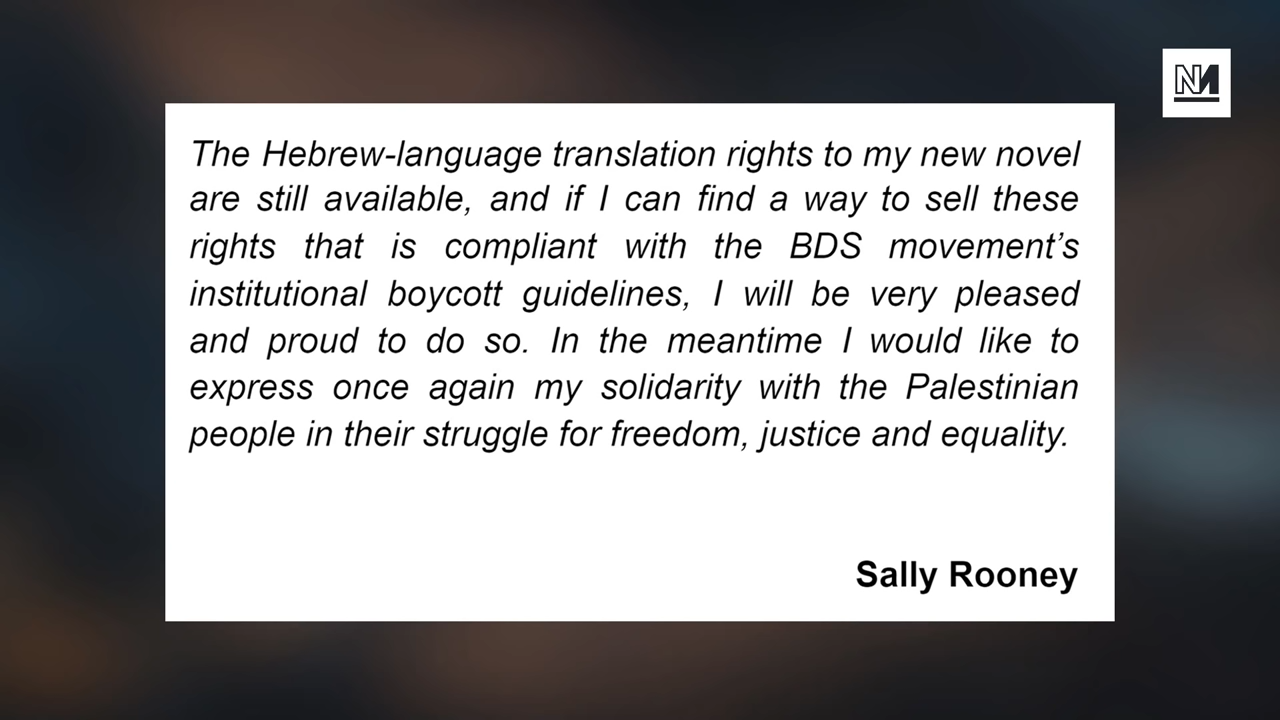 NM
The Hebrew-language translation rights to my new novel
are still available, and if I can find a way to sell these
rights that is compliant with the BDS movement’s
institutional boycott guidelines, I will be very pleased
and proud to do so. In the meantime I would like to
express once again my solidarity with the Palestinian
people in their struggle for freedom, justice and equality.
Sally Rooney